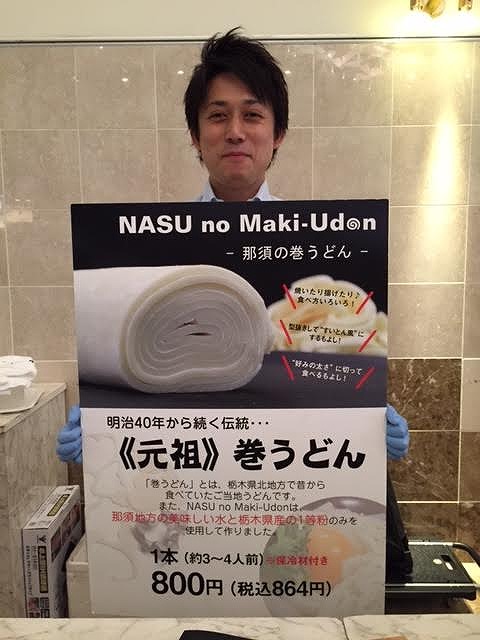 NASU no Maki-Udon
- 那須の巻うどん -
焼いたり揚げたり♪
食べ方いろいろ!
型抜きして"すいとん風"に
するもよし!
"好みの太さ"に切って
食べるもよし!
明治40年から続く伝統・・・
《元祖》巻うどん
「巻うどん」とは、栃木県北地方で昔から
食べていたご当地うどんです。
また、NASU no Maki-Udonは、
那須地方の美味しい水と栃木県産の1等粉のみを
使用して作りました。
1本(約3~4人前)※保冷材付き
800円(税込864円)